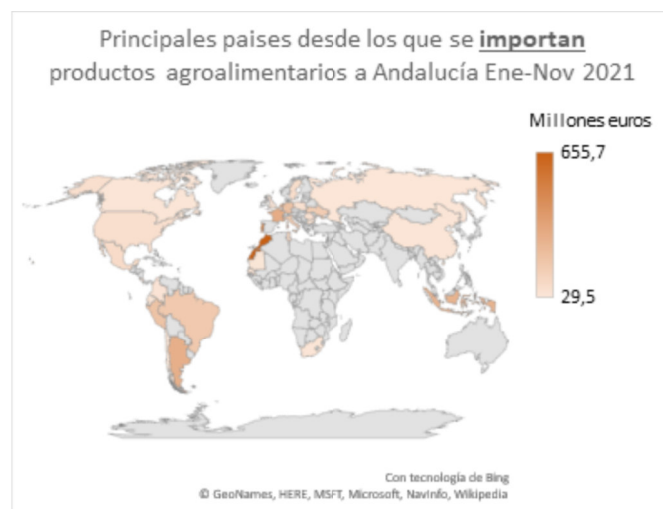 Principales paises desde los que se importan
productos agroalimentarios a Andalucía Ene-Nov 2021
Millones euros
655,7
29,5
Con tecnología de Bing
© GeoNames, HERE, MSFT, Microsoft, NavInfo, Wikipedia